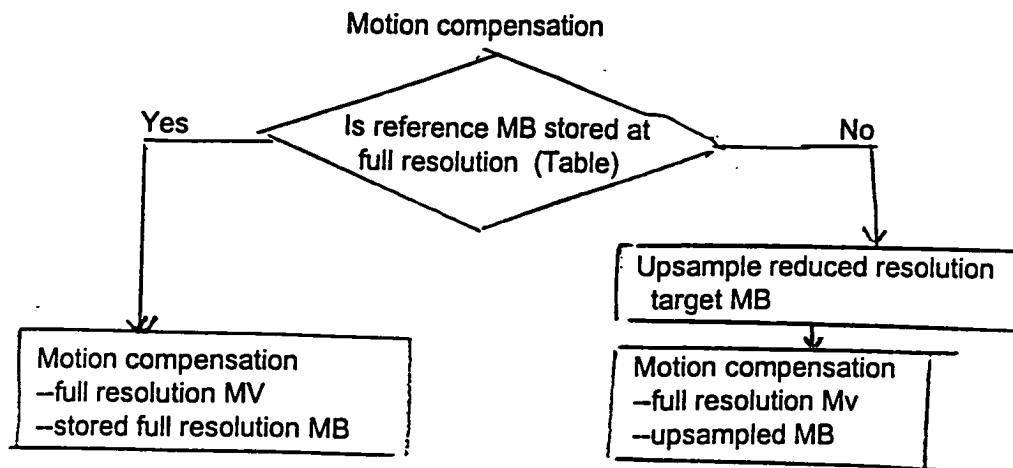 Motion compensation
Is reference MB stored at
full resolution (Table)
Yes
No
Upsample reduced resolution
target MB
Motion compensation
–full resolution MV
–stored full resolution MB
Motion compensation
–full resolution Mv
–upsampled MB